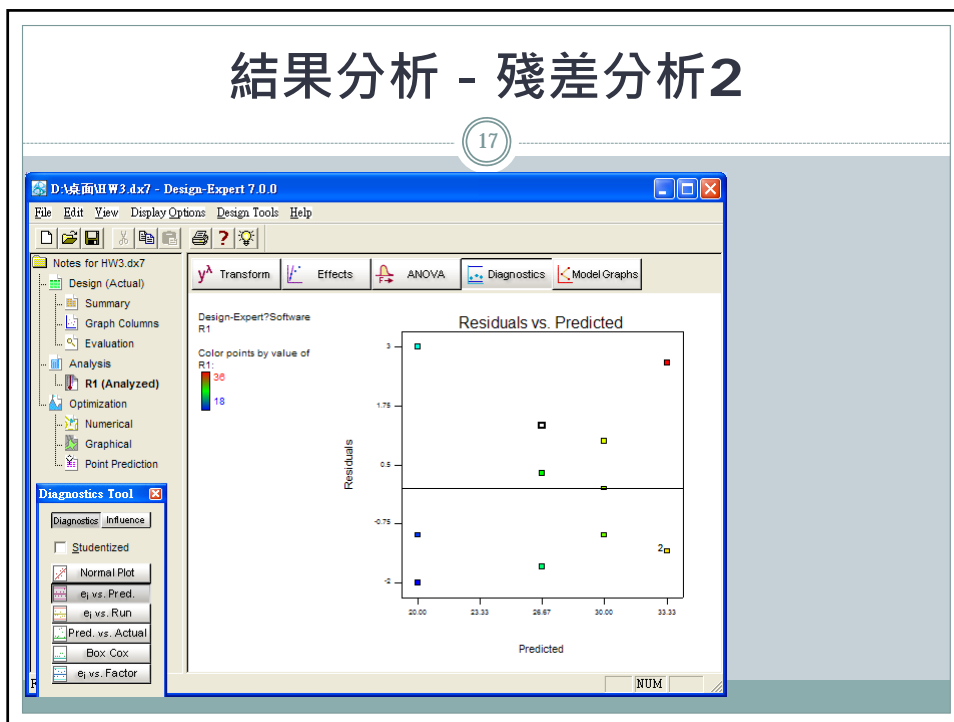 結果分析 - 殘差分析2
17
D:\桌面\HW3.dx7 - Design-Expert 7.0.0
File Edit View Display Options Design Tools Help
Notes for HW3.dx7
Design (Actual)
Summary
Graph Columns
Evaluation
Analysis
R1 (Analyzed)
Optimization
Numerical
Graphical
Point Prediction
yλ Transform Effects ANOVA Diagnostics Model Graphs
Design-Expert?Software
R1
Color points by value of
R1:
36
18
Residuals vs. Predicted
Residuals
3
1.75
0.5
-0.75
-2
2
20.00 23.33 26.67 30.00 33.33
Predicted
Diagnostics Tool
Diagnostics Influence
Studentized
Normal Plot
ei vs. Pred.
ei vs. Run
Pred. vs. Actual
Box Cox
ei vs. Factor
F
NUM